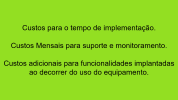 Custos para o tempo de implementação.
Custos Mensais para suporte e monitoramento.
Custos adicionais para funcionalidades implantadas
ao decorrer do uso do equipamento.